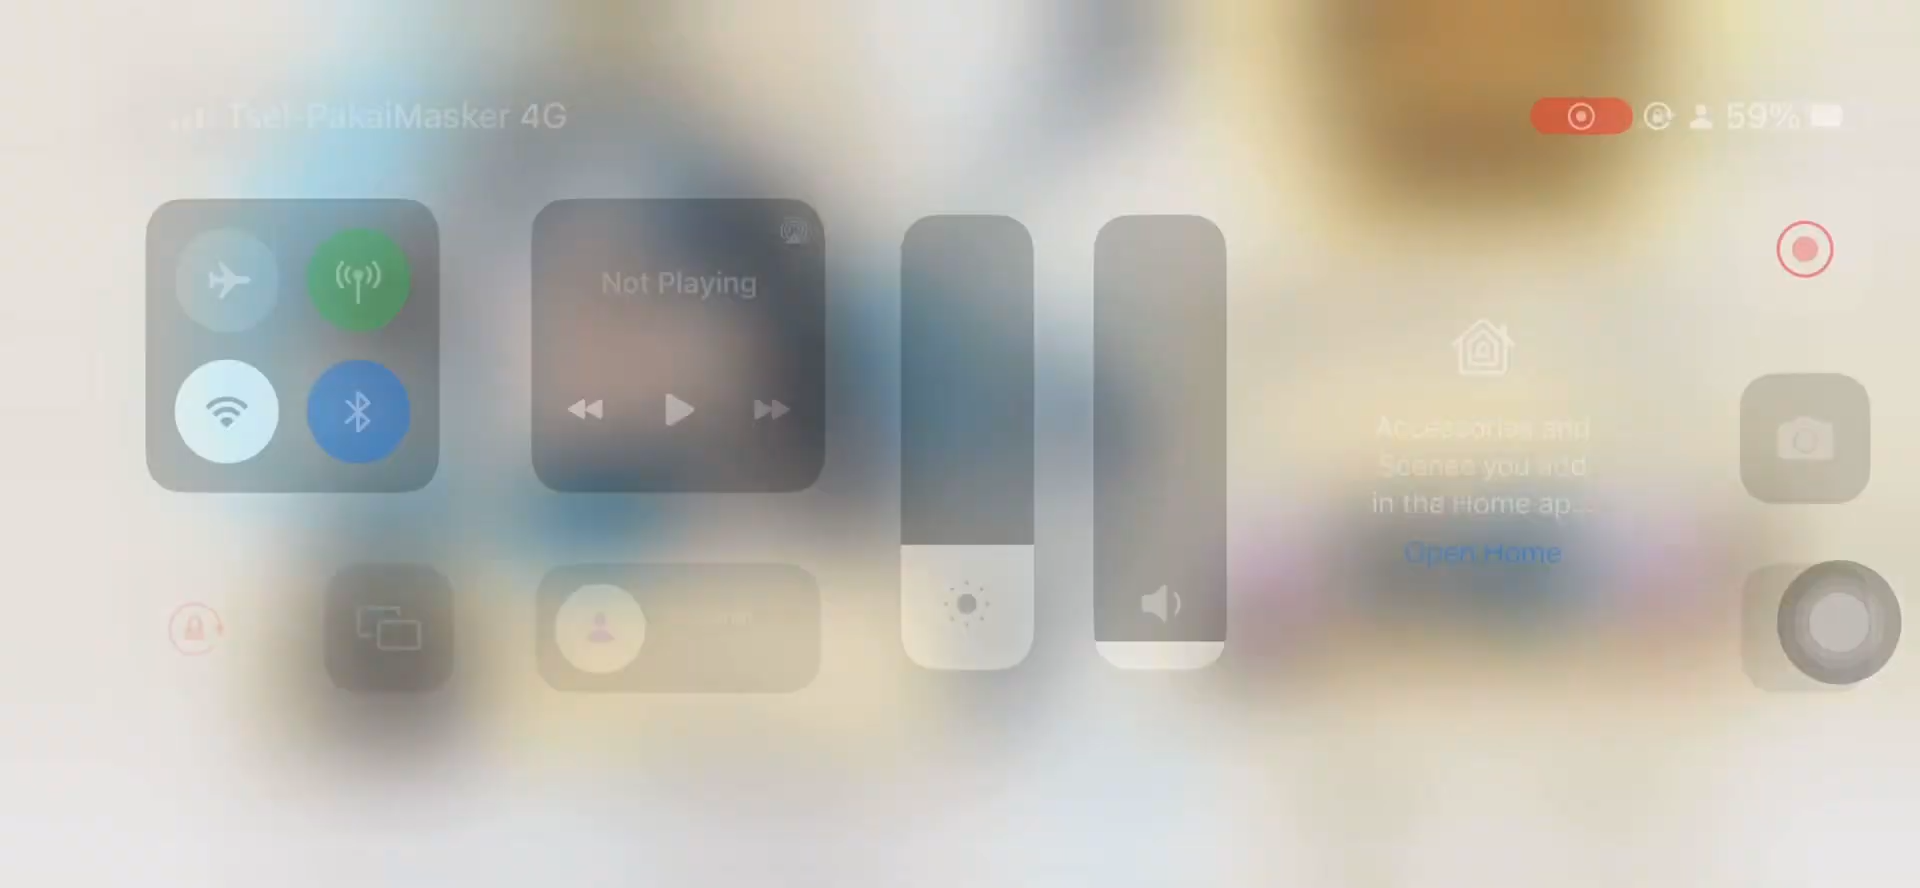 Tsel-PakaiMasker 4G
59%
Not Playing
Accessories and
Scenes you add
in the Home ap...
Open Home